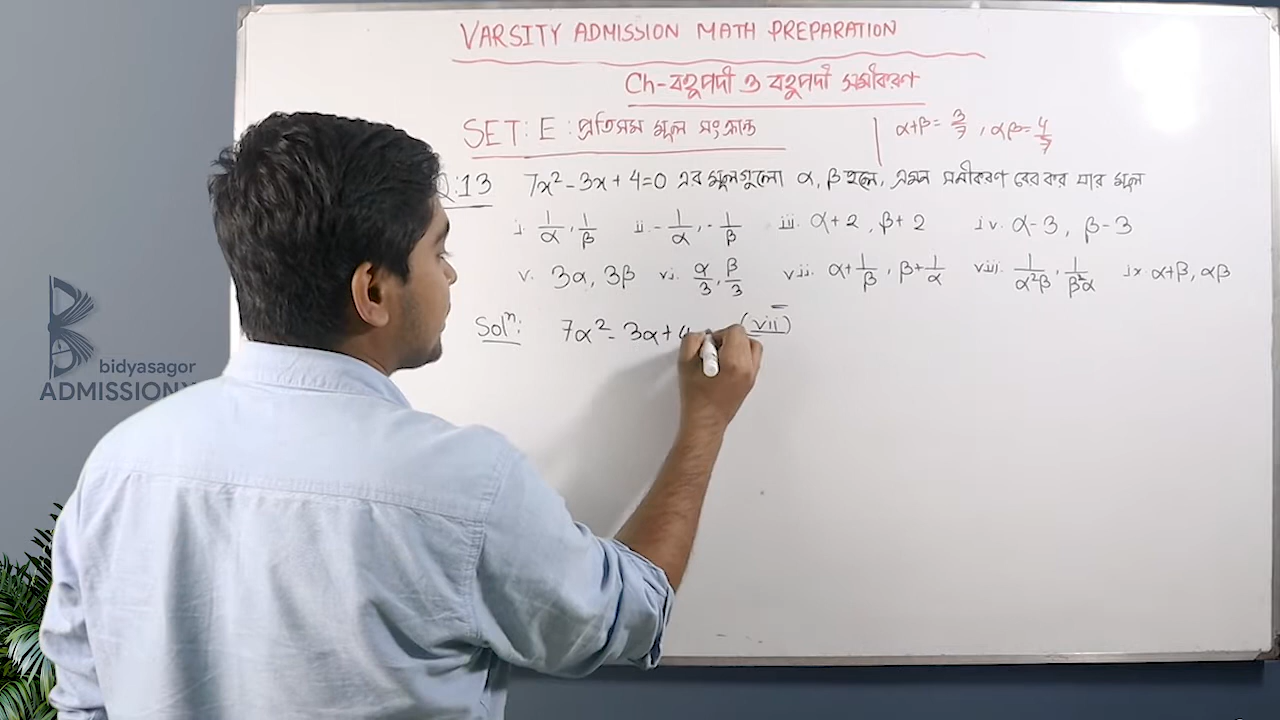 VARSITY ADMISSION MATH PREPARATION
Ch-বহুপদী ও বহুপদী সমীকরণ
SET: E : প্রতিসম মূল সংক্রান্ত
α+β= 3/7 , αβ= 4/7
Q:13 7x²-3x+4=0 এর মূলগুলো α, β হলে, এমন সমীকরণ বের কর যার মূল
i. 1/α, 1/β ii. -1/α, -1/β iii. α+2, β+2 iv. α-3, β-3
v. 3α, 3β vi. α/3, β/3 vii. α+1/β, β+1/α viii. 1/α²β, 1/β²α ix. α+β, αβ
Solⁿ: 7α²-3α+4 (vii)
bidyasagor
ADMISSION